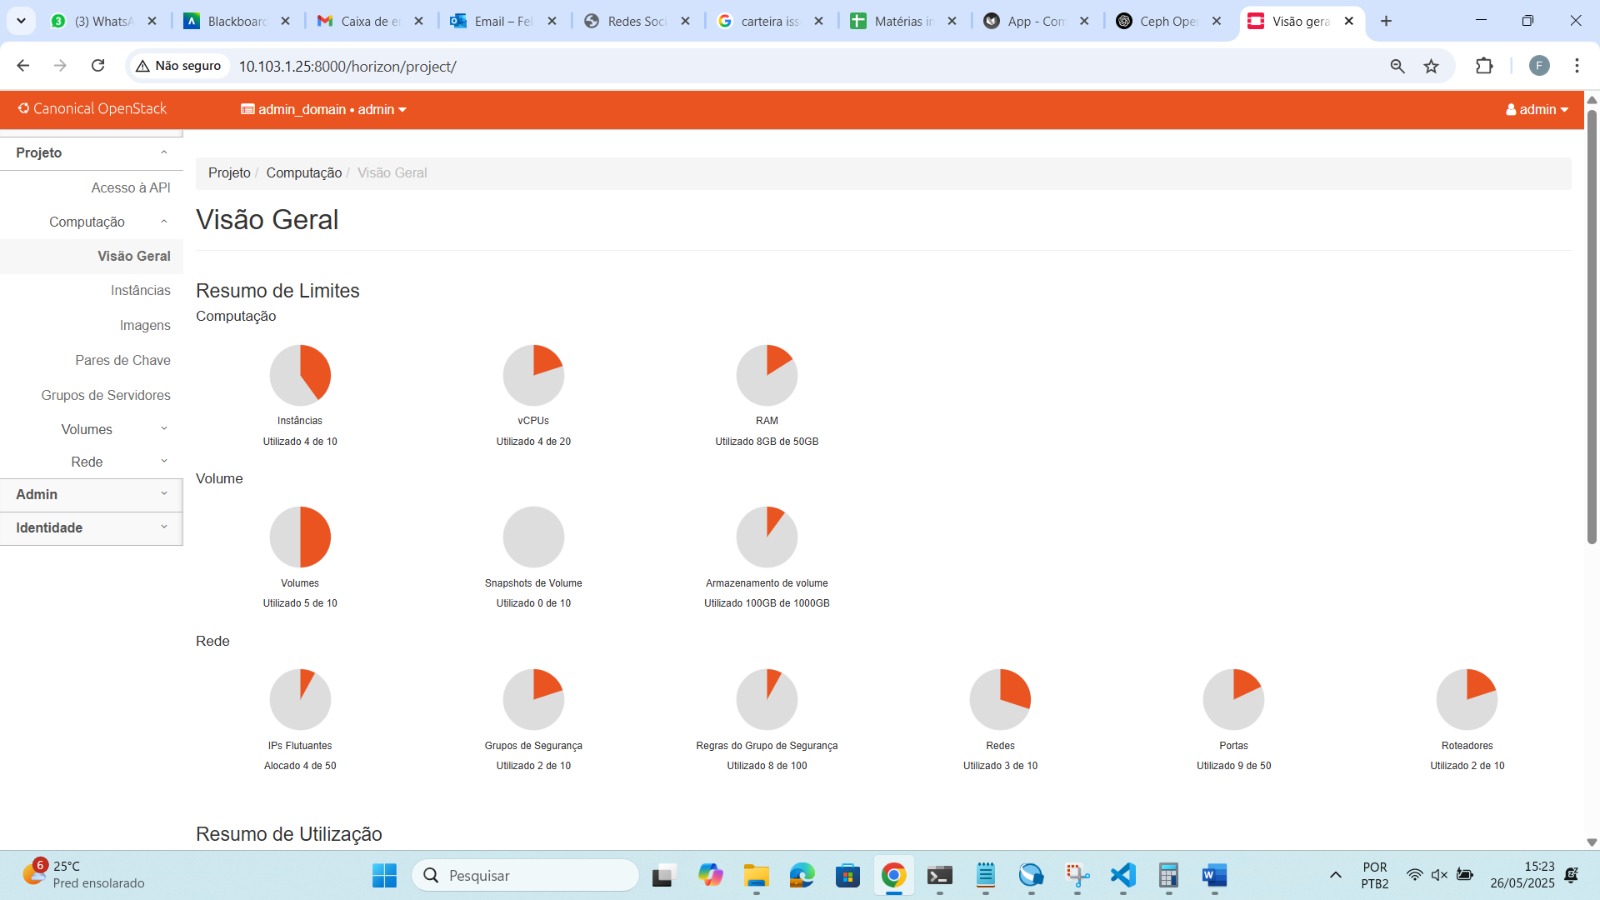 (3) WhatsA
Blackboard
Caixa de e
Email – Fel
Redes Soci
carteira iss
Matérias in
App - Com
Ceph Ope
Visão gera
Não seguro
10.103.1.25:8000/horizon/project/
F
Canonical OpenStack
admin_domain • admin
admin
Projeto
Acesso à API
Computação
Visão Geral
Instâncias
Imagens
Pares de Chave
Grupos de Servidores
Volumes
Rede
Admin
Identidade
Projeto / Computação / Visão Geral
Visão Geral
Resumo de Limites
Computação
Instâncias
Utilizado 4 de 10
vCPUs
Utilizado 4 de 20
RAM
Utilizado 8GB de 50GB
Volume
Volumes
Utilizado 5 de 10
Snapshots de Volume
Utilizado 0 de 10
Armazenamento de volume
Utilizado 100GB de 1000GB
Rede
IPs Flutuantes
Alocado 4 de 50
Grupos de Segurança
Utilizado 2 de 10
Regras do Grupo de Segurança
Utilizado 8 de 100
Redes
Utilizado 3 de 10
Portas
Utilizado 9 de 50
Roteadores
Utilizado 2 de 10
Resumo de Utilização
6
25°C
Pred ensolarado
Pesquisar
POR
PTB2
15:23
26/05/2025